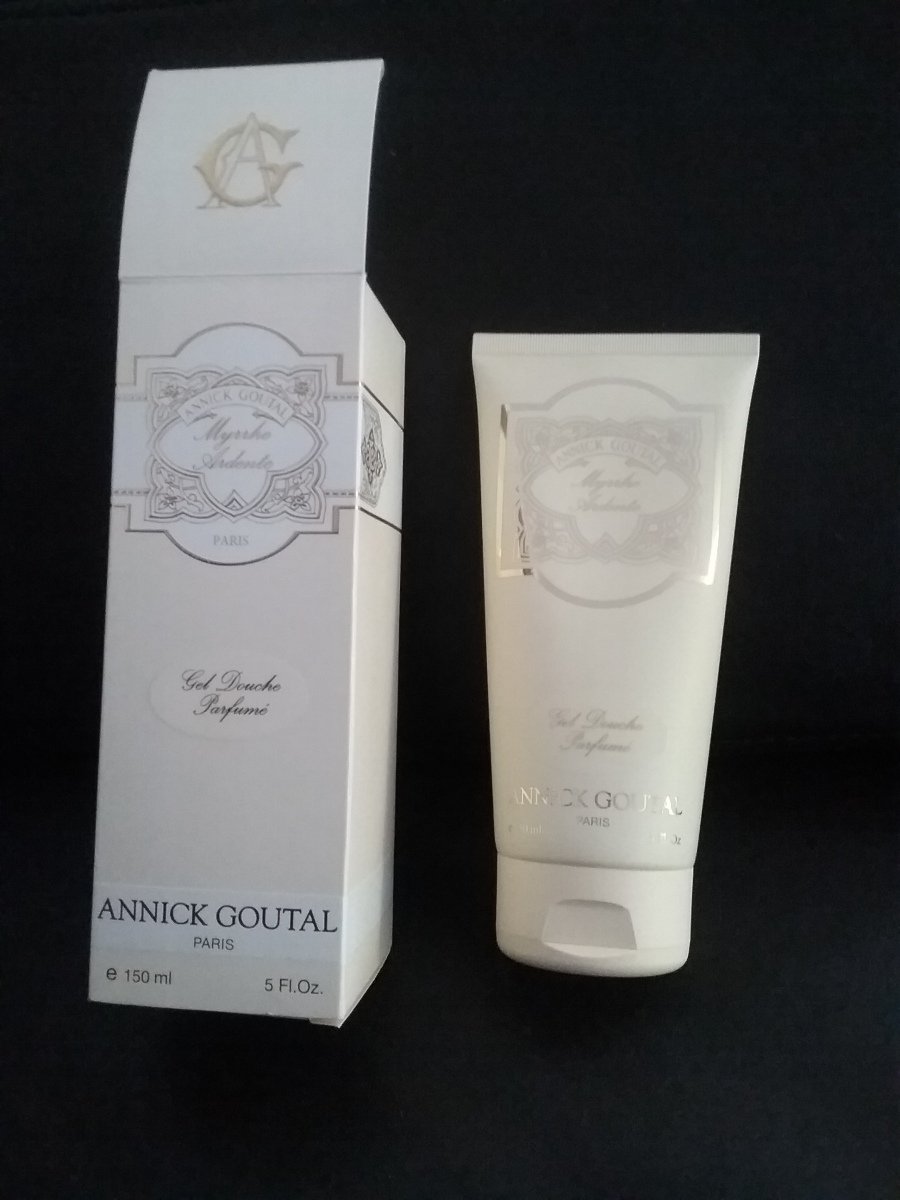 AG
ANNICK GOUTAL
Myrrhe
Ardente
PARIS
Gel Douche
Parfumé
ANNICK GOUTAL
PARIS
e 150 ml
5 Fl.Oz.
ANNICK GOUTAL
Myrrhe
Ardente
Gel Douche
Parfumé
ANNICK GOUTAL
PARIS